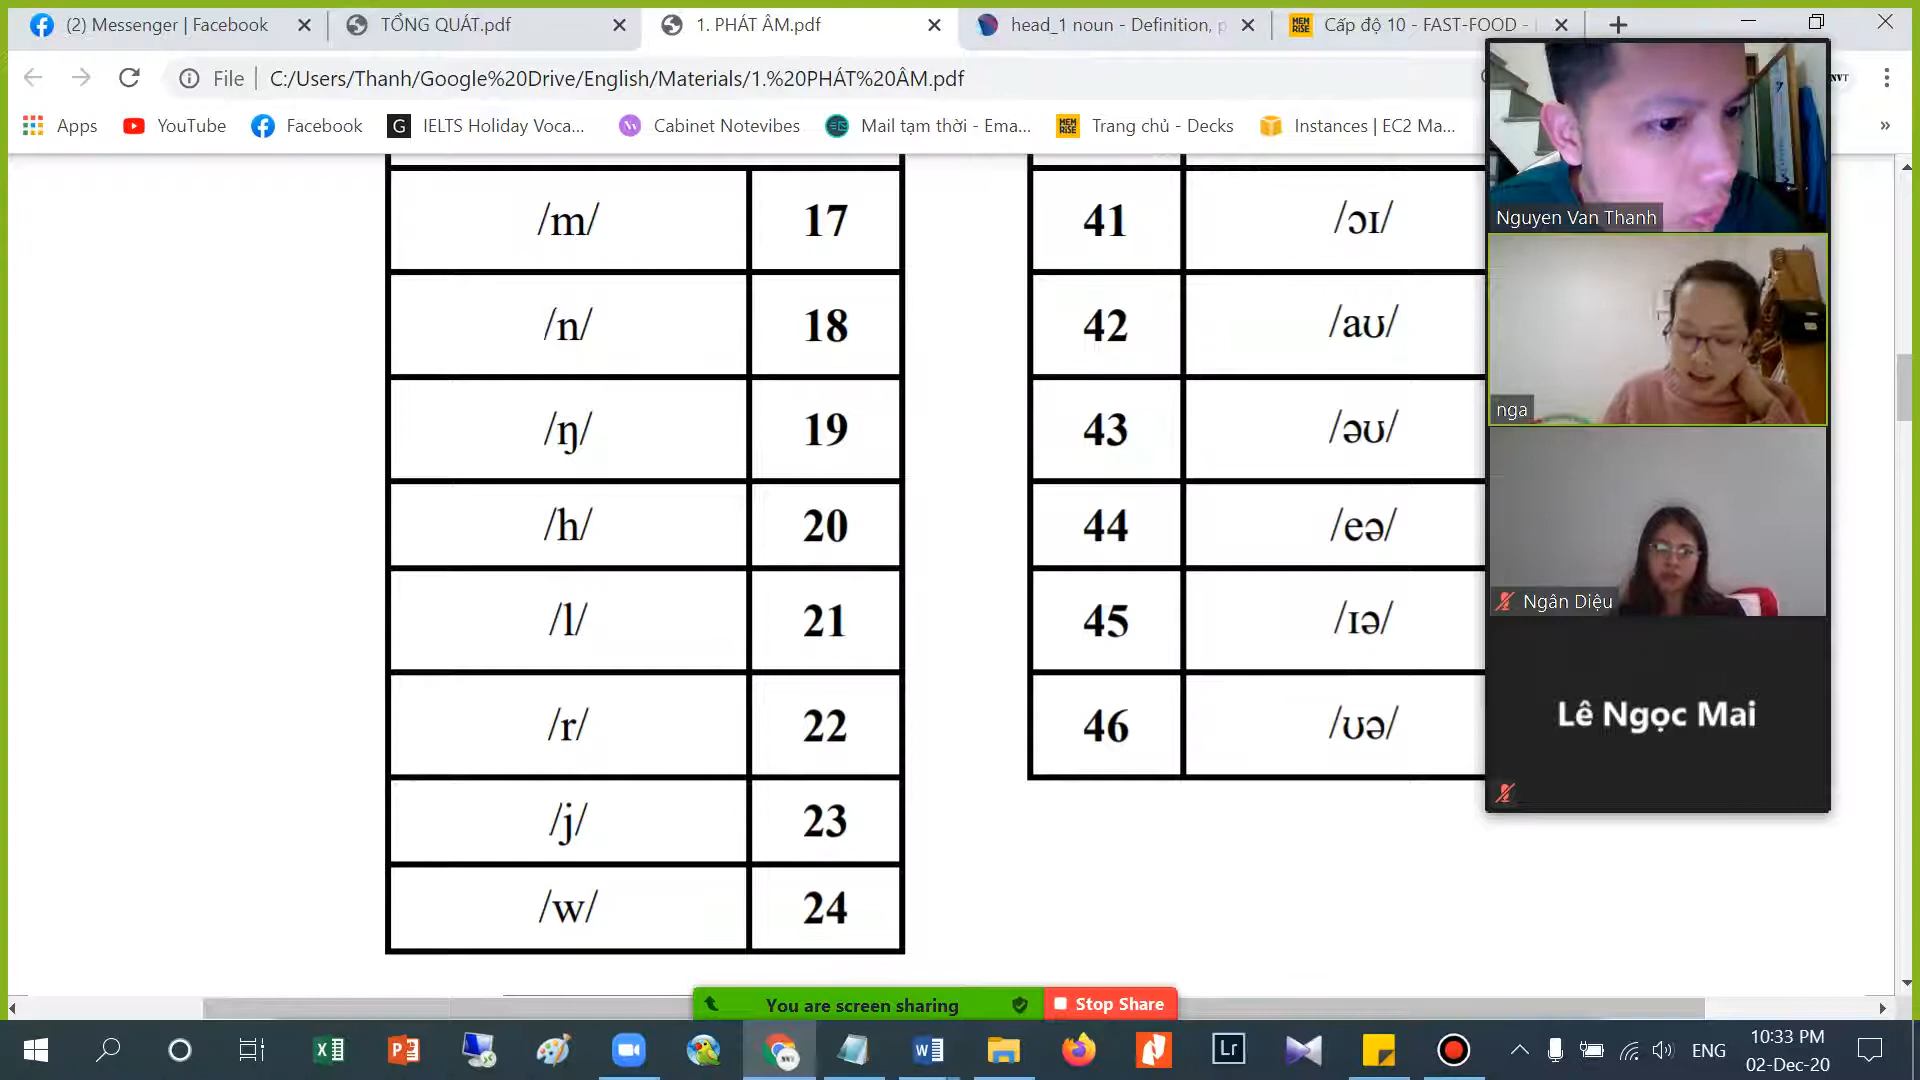 (2) Messenger | Facebook
TỔNG QUÁT.pdf
1. PHÁT ÂM.pdf
head_1 noun - Definition, p
Cấp độ 10 - FAST-FOOD -
File
C:/Users/Thanh/Google%20Drive/English/Materials/1.%20PHÁT%20ÂM.pdf
NVT
Apps
YouTube
Facebook
G
IELTS Holiday Voca...
Cabinet Notevibes
Mail tạm thời - Ema...
MEM RISE
Trang chủ - Decks
Instances | EC2 Ma...
»
/m/ 17
/n/ 18
/ŋ/ 19
/h/ 20
/l/ 21
/r/ 22
/j/ 23
/w/ 24
41 /ɔɪ/
42 /aʊ/
43 /əʊ/
44 /eə/
45 /ɪə/
46 /ʊə/
Nguyen Van Thanh
nga
Ngân Diệu
Lê Ngọc Mai
You are screen sharing
Stop Share
Lr
ENG
10:33 PM
02-Dec-20